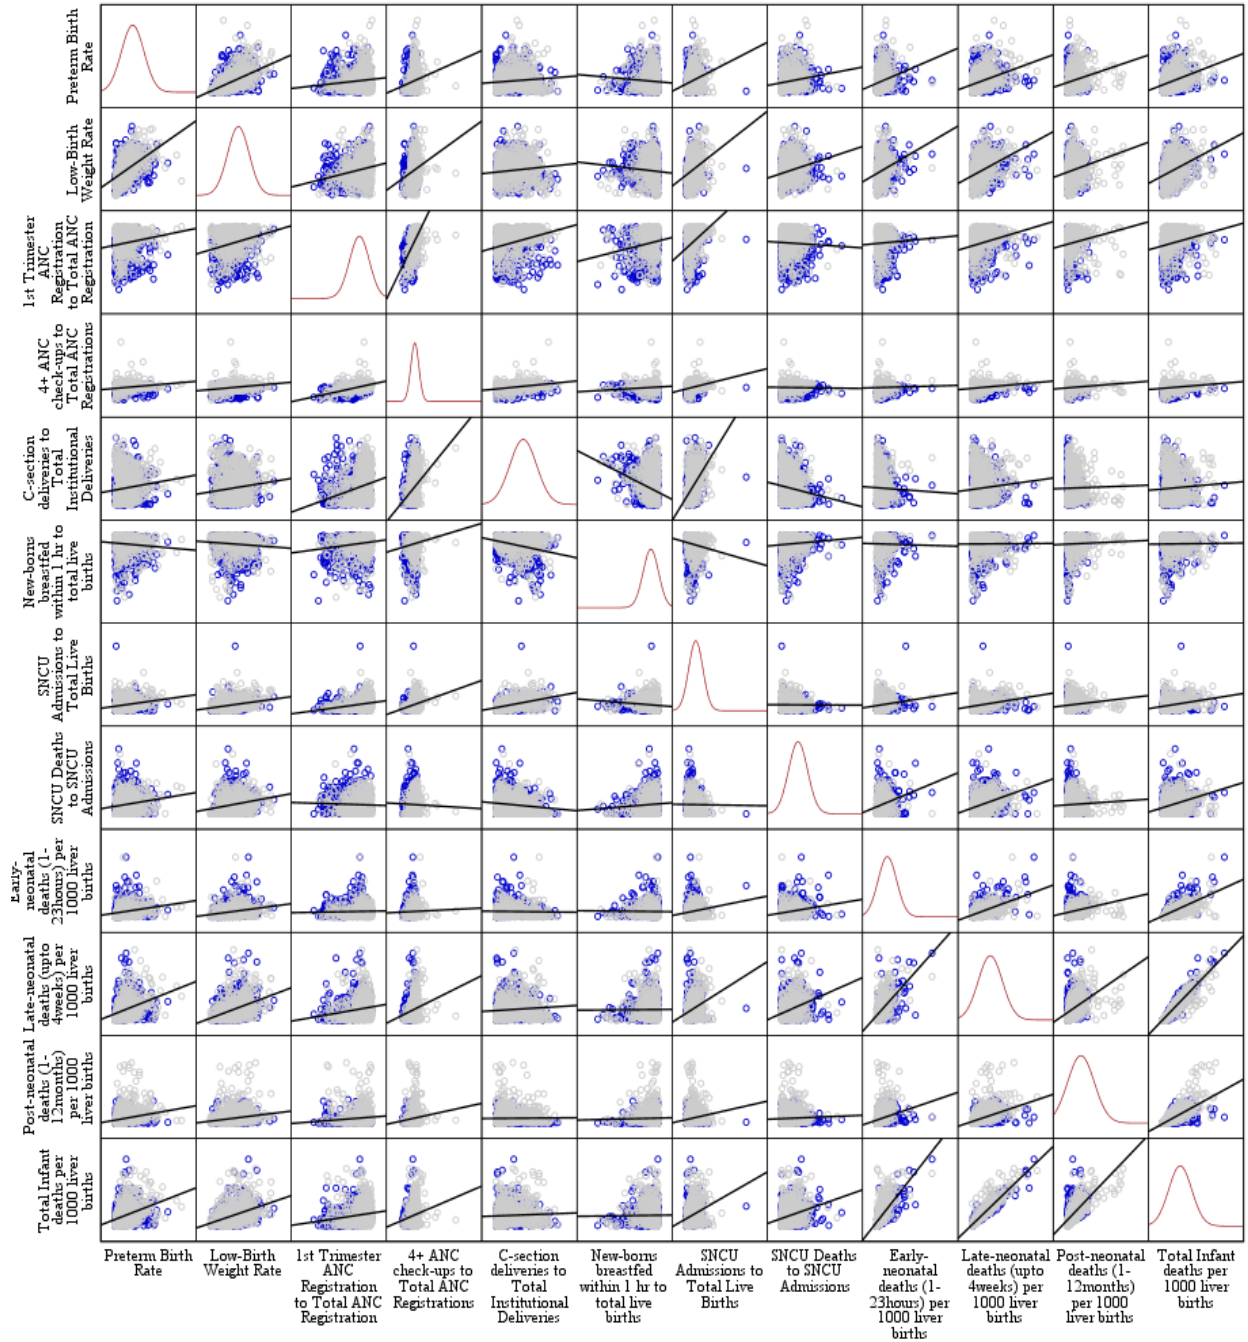 Preterm Birth
Rate
Low-Birth
Weight Rate
1st Trimester
ANC
Registration
to Total ANC
Registration
4+ ANC
check-ups to
Total ANC
Registrations
C-section
deliveries to
Total
Institutional
Deliveries
New-borns
breastfed
within 1 hr to
total live
births
SNCU
Admissions to
Total Live
Births
SNCU Deaths
to SNCU
Admissions
Early-
neonatal
deaths (1-
23hours) per
1000 liver
births
Late-neonatal
deaths (upto
4weeks) per
1000 liver
births
Post-neonatal
deaths (1-
12months)
per 1000
liver births
Total Infant
deaths per
1000 liver
births
Preterm Birth
Rate
Low-Birth
Weight Rate
1st Trimester
ANC
Registration
to Total ANC
Registration
4+ ANC
check-ups to
Total ANC
Registrations
C-section
deliveries to
Total
Institutional
Deliveries
New-borns
breastfed
within 1 hr to
total live
births
SNCU
Admissions to
Total Live
Births
SNCU Deaths
to SNCU
Admissions
Early-
neonatal
deaths (1-
23hours) per
1000 liver
births
Late-neonatal
deaths (upto
4weeks) per
1000 liver
births
Post-neonatal
deaths (1-
12months)
per 1000
liver births
Total Infant
deaths per
1000 liver
births